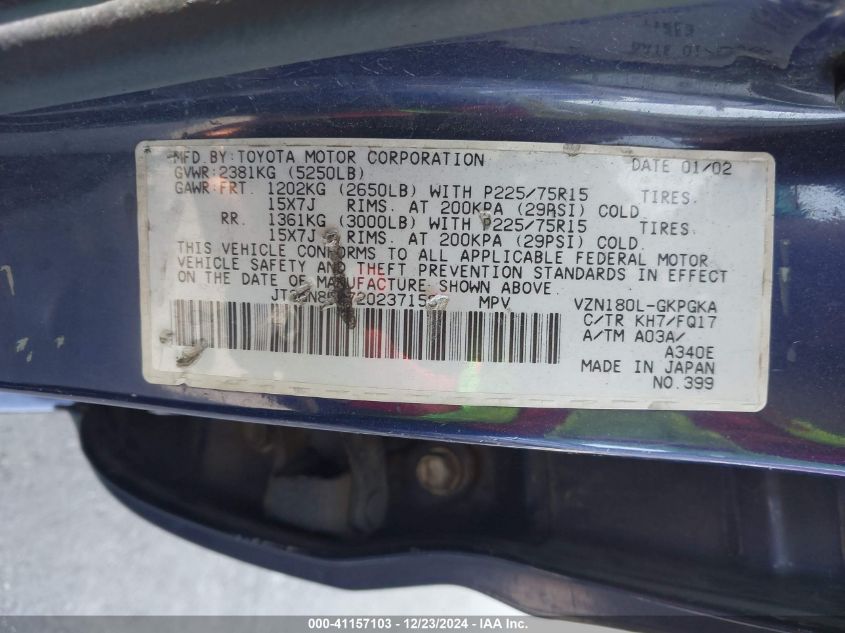 MFD.BY:TOYOTA MOTOR CORPORATION DATE 01/02
GVWR:2381KG (5250LB)
GAWR:FRT. 1202KG (2650LB) WITH P225/75R15 TIRES.
15X7J RIMS. AT 200KPA (29PSI) COLD
RR. 1361KG (3000LB) WITH P225/75R15 TIRES.
15X7J RIMS. AT 200KPA (29PSI) COLD.
THIS VEHICLE CONFORMS TO ALL APPLICABLE FEDERAL MOTOR
VEHICLE SAFETY AND THEFT PREVENTION STANDARDS IN EFFECT
ON THE DATE OF MANUFACTURE SHOWN ABOVE.
MPV VZN180L-GKPGKA
C/TR KH7/FQ17
A/TM A03A/
A340E
MADE IN JAPAN
NO.399
000-41157103 - 12/23/2024 - IAA Inc.